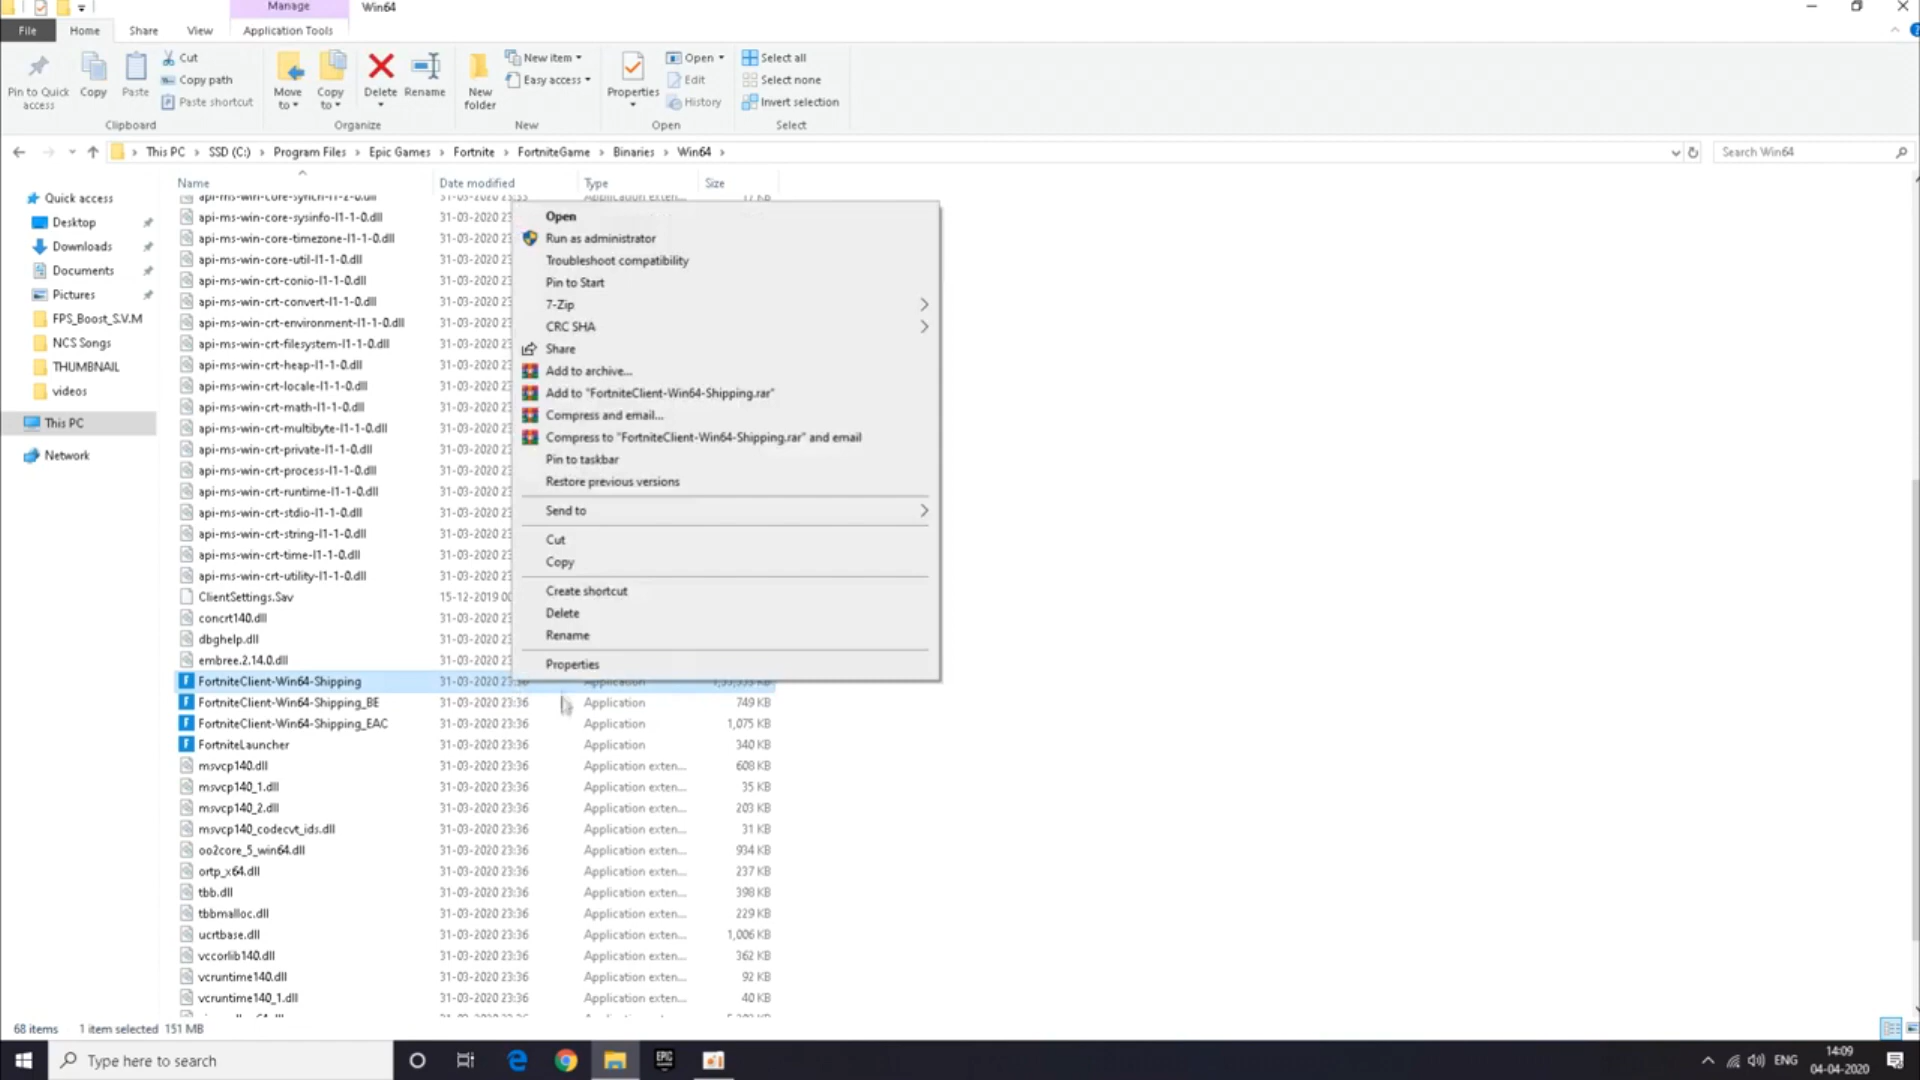 Manage
Win64
File
Home
Share
View
Application Tools
Pin to Quick access
Copy
Paste
Cut
Copy path
Paste shortcut
Clipboard
Move to
Copy to
Delete
Rename
Organize
New folder
New item
Easy access
New
Properties
Open
Edit
History
Open
Select all
Select none
Invert selection
Select
This PC > SSD (C:) > Program Files > Epic Games > Fortnite > FortniteGame > Binaries > Win64 >
Search Win64
Name Date modified Type Size
Quick access
Desktop
Downloads
Documents
Pictures
FPS_Boost_S.V.M
NCS Songs
THUMBNAIL
videos
This PC
Network
api-ms-win-core-synch-l1-2-0.dll 31-03-2020 23:35 Application exten... 17 KB
api-ms-win-core-sysinfo-l1-1-0.dll 31-03-2020 23
api-ms-win-core-timezone-l1-1-0.dll 31-03-2020 23
api-ms-win-core-util-l1-1-0.dll 31-03-2020 23
api-ms-win-crt-conio-l1-1-0.dll 31-03-2020 23
api-ms-win-crt-convert-l1-1-0.dll 31-03-2020 23
api-ms-win-crt-environment-l1-1-0.dll 31-03-2020 23
api-ms-win-crt-filesystem-l1-1-0.dll 31-03-2020 23
api-ms-win-crt-heap-l1-1-0.dll 31-03-2020 23
api-ms-win-crt-locale-l1-1-0.dll 31-03-2020 23
api-ms-win-crt-math-l1-1-0.dll 31-03-2020 23
api-ms-win-crt-multibyte-l1-1-0.dll 31-03-2020 23
api-ms-win-crt-private-l1-1-0.dll 31-03-2020 23
api-ms-win-crt-process-l1-1-0.dll 31-03-2020 23
api-ms-win-crt-runtime-l1-1-0.dll 31-03-2020 23
api-ms-win-crt-stdio-l1-1-0.dll 31-03-2020 23
api-ms-win-crt-string-l1-1-0.dll 31-03-2020 23
api-ms-win-crt-time-l1-1-0.dll 31-03-2020 23
api-ms-win-crt-utility-l1-1-0.dll 31-03-2020 23
ClientSettings.Sav 15-12-2019 00
concrt140.dll 31-03-2020 23
dbghelp.dll 31-03-2020 23
embree.2.14.0.dll 31-03-2020 23
FortniteClient-Win64-Shipping 31-03-2020 23:36 Application
FortniteClient-Win64-Shipping_BE 31-03-2020 23:36 Application 749 KB
FortniteClient-Win64-Shipping_EAC 31-03-2020 23:36 Application 1,075 KB
FortniteLauncher 31-03-2020 23:36 Application 340 KB
msvcp140.dll 31-03-2020 23:36 Application exten... 608 KB
msvcp140_1.dll 31-03-2020 23:36 Application exten... 35 KB
msvcp140_2.dll 31-03-2020 23:36 Application exten... 203 KB
msvcp140_codecvt_ids.dll 31-03-2020 23:36 Application exten... 31 KB
oo2core_5_win64.dll 31-03-2020 23:36 Application exten... 934 KB
ortp_x64.dll 31-03-2020 23:36 Application exten... 237 KB
tbb.dll 31-03-2020 23:36 Application exten... 398 KB
tbbmalloc.dll 31-03-2020 23:36 Application exten... 229 KB
ucrtbase.dll 31-03-2020 23:36 Application exten... 1,006 KB
vccorlib140.dll 31-03-2020 23:36 Application exten... 362 KB
vcruntime140.dll 31-03-2020 23:36 Application exten... 92 KB
vcruntime140_1.dll 31-03-2020 23:36 Application exten... 40 KB
Open
Run as administrator
Troubleshoot compatibility
Pin to Start
7-Zip
CRC SHA
Share
Add to archive...
Add to "FortniteClient-Win64-Shipping.rar"
Compress and email...
Compress to "FortniteClient-Win64-Shipping.rar" and email
Pin to taskbar
Restore previous versions
Send to
Cut
Copy
Create shortcut
Delete
Rename
Properties
68 items 1 item selected 151 MB
Type here to search
EPIC
ENG
14:09
04-04-2020